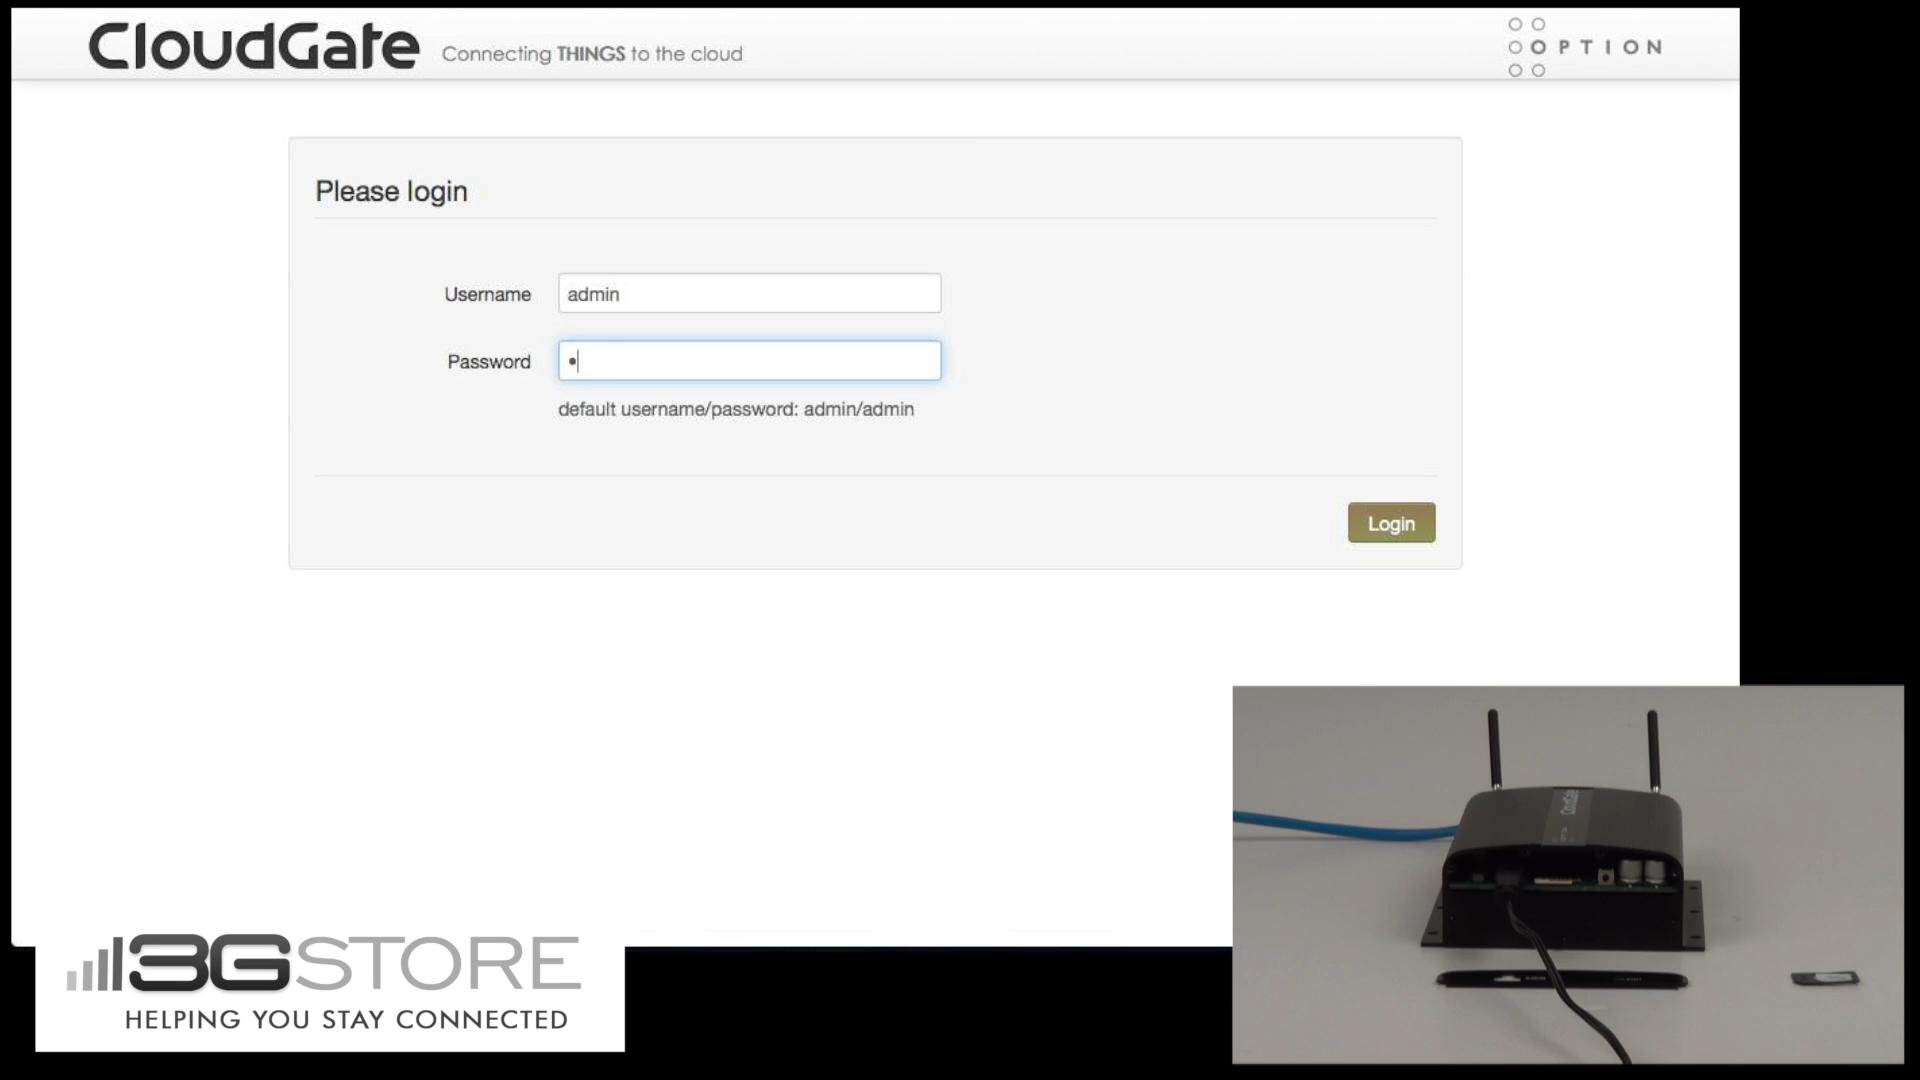 CloudGate Connecting THINGS to the cloud
OPTION
Please login
Username admin
Password •
default username/password: admin/admin
Login
CloudGate
3GSTORE
HELPING YOU STAY CONNECTED